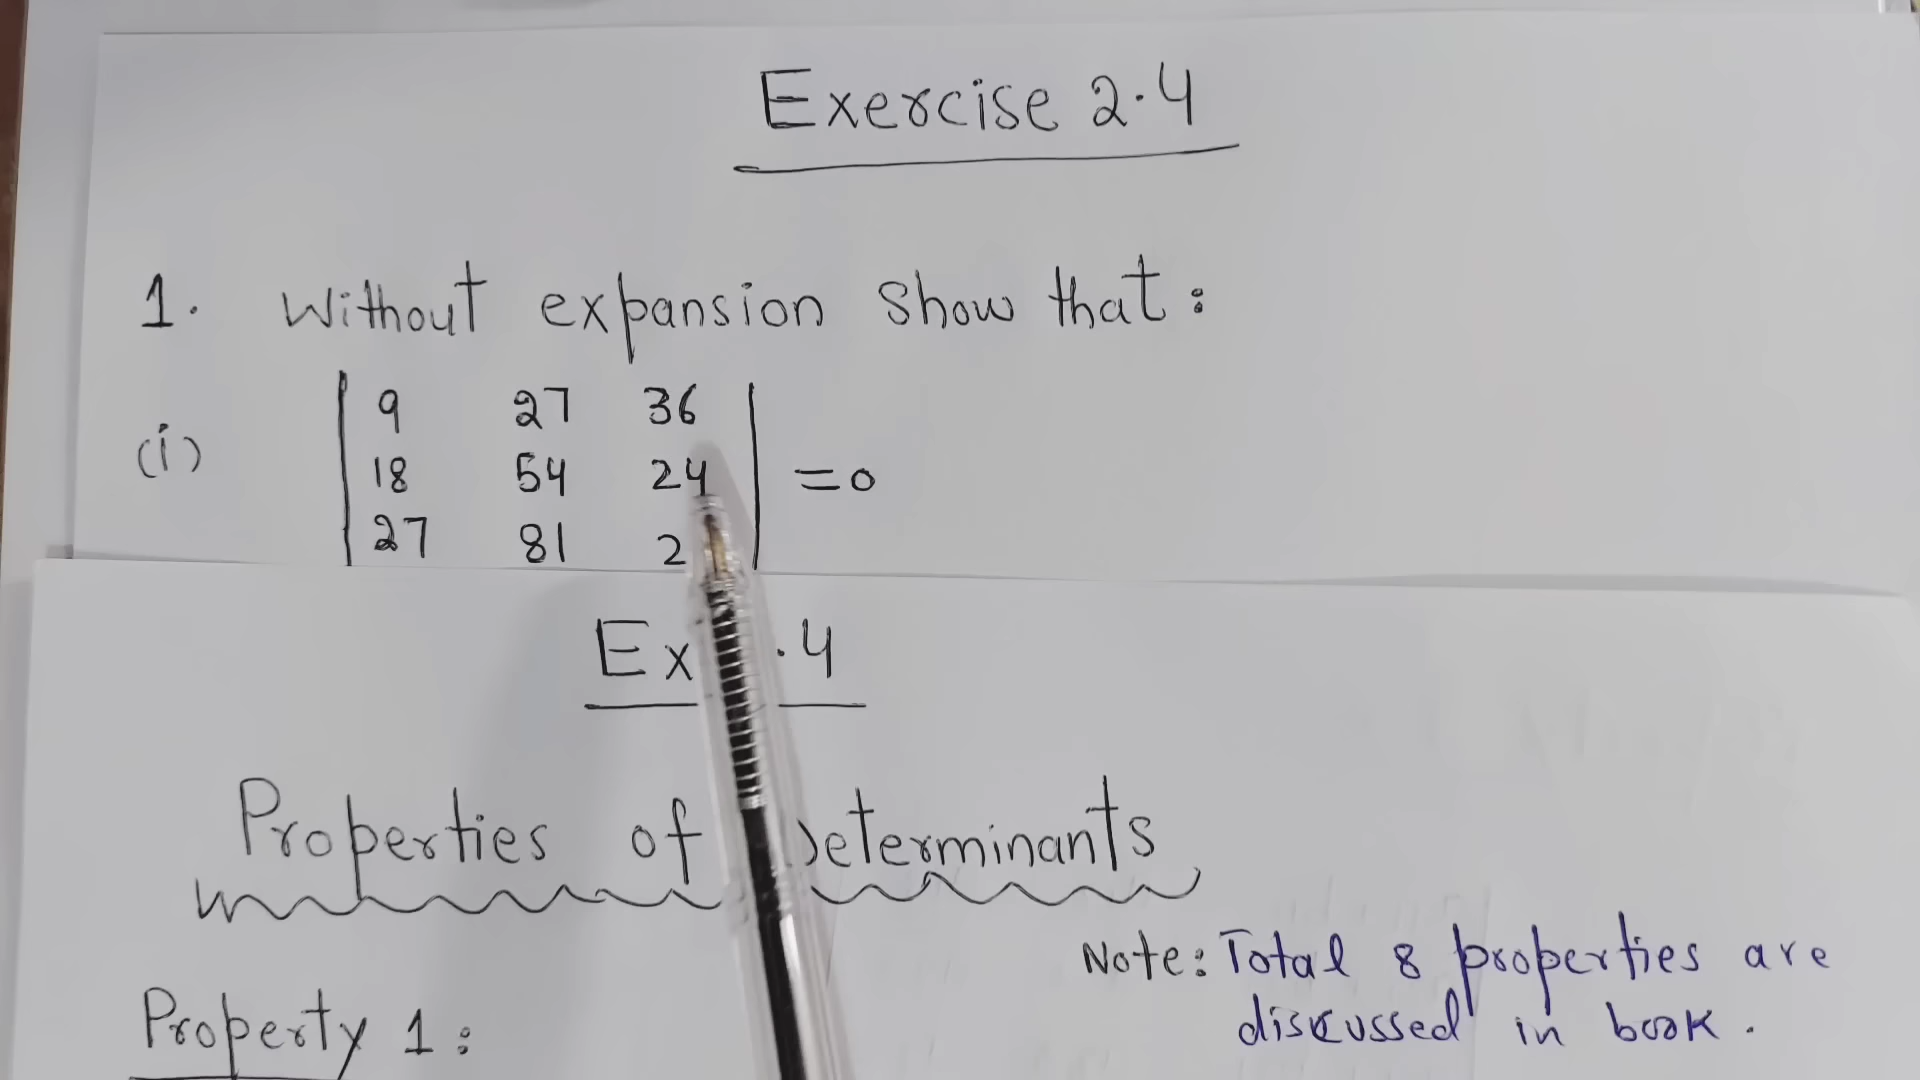 Exercise 2.4
1. Without expansion show that:
(i) | 9 27 36 |
| 18 54 24 | = 0
| 27 81 2
Ex .4
Properties of
Note: Total 8 properties are
discussed in book.
Property 1: